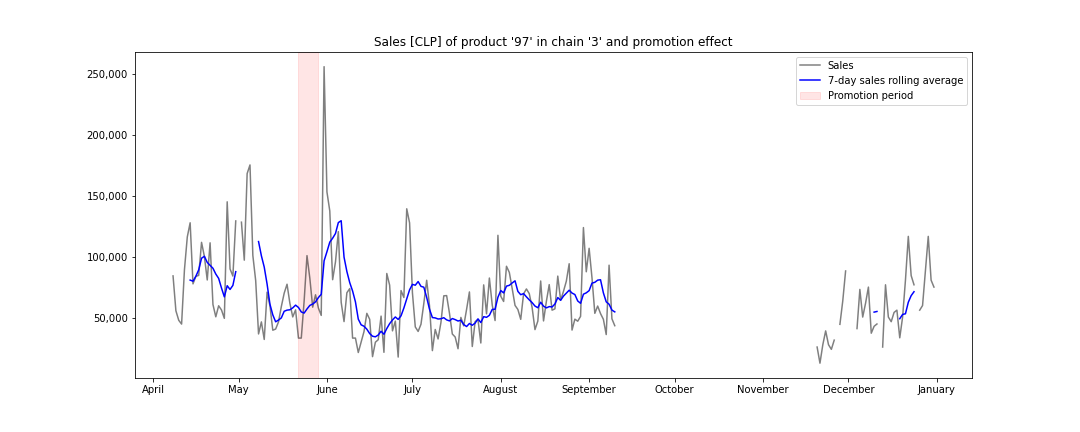 Sales [CLP] of product '97' in chain '3' and promotion effect
Sales
7-day sales rolling average
Promotion period
250,000
200,000
150,000
100,000
50,000
April May June July August September October November December January